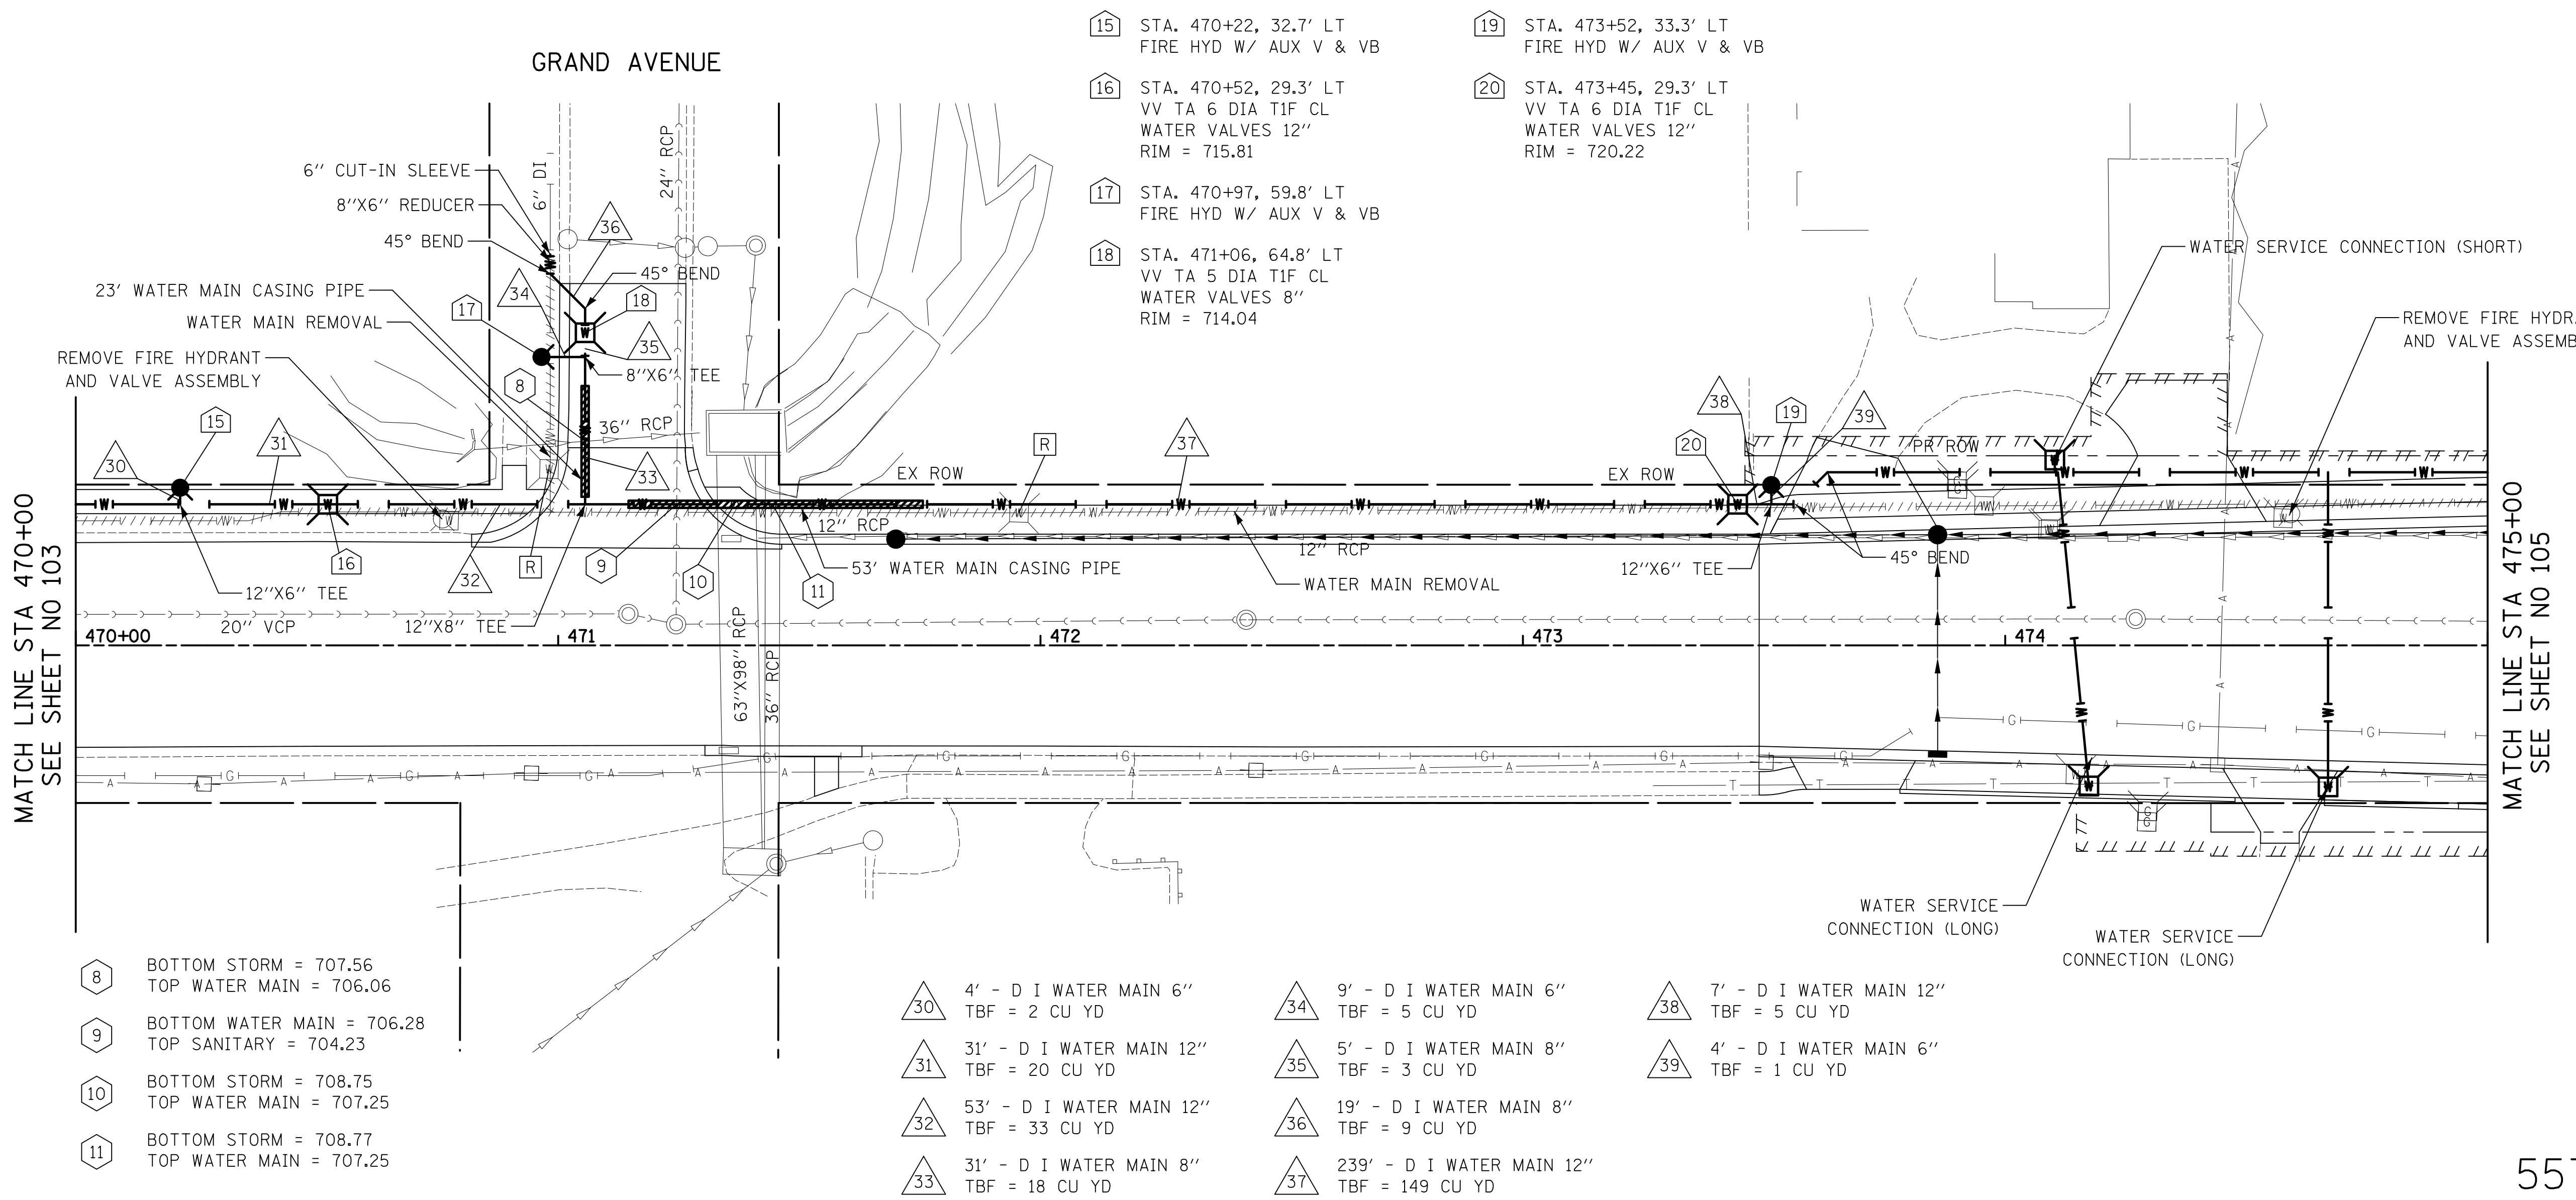 GRAND AVENUE
15
STA. 470+22, 32.7' LT
FIRE HYD W/ AUX V & VB
16
STA. 470+52, 29.3' LT
VV TA 6 DIA T1F CL
WATER VALVES 12"
RIM = 715.81
17
STA. 470+97, 59.8' LT
FIRE HYD W/ AUX V & VB
18
STA. 471+06, 64.8' LT
VV TA 5 DIA T1F CL
WATER VALVES 8"
RIM = 714.04
19
STA. 473+52, 33.3' LT
FIRE HYD W/ AUX V & VB
20
STA. 473+45, 29.3' LT
VV TA 6 DIA T1F CL
WATER VALVES 12"
RIM = 720.22
6" CUT-IN SLEEVE
8"X6" REDUCER
45° BEND
23' WATER MAIN CASING PIPE
WATER MAIN REMOVAL
REMOVE FIRE HYDRANT
AND VALVE ASSEMBLY
6" DI
24" RCP
36
45° BEND
34
18
17
35
8"X6" TEE
8
36" RCP
33
15
31
30
16
32
R
9
10
11
12" RCP
R
37
EX ROW
EX ROW
38
19
39
20
PR ROW
WATER SERVICE CONNECTION (SHORT)
REMOVE FIRE HYDR
AND VALVE ASSEMB
12"X6" TEE
20" VCP
12"X8" TEE
53' WATER MAIN CASING PIPE
WATER MAIN REMOVAL
12" RCP
12"X6" TEE
45° BEND
470+00
471
472
473
474
63"X98" RCP
36" RCP
MATCH LINE STA 470+00
SEE SHEET NO 103
MATCH LINE STA 475+00
SEE SHEET NO 105
WATER SERVICE
CONNECTION (LONG)
WATER SERVICE
CONNECTION (LONG)
8
BOTTOM STORM = 707.56
TOP WATER MAIN = 706.06
9
BOTTOM WATER MAIN = 706.28
TOP SANITARY = 704.23
10
BOTTOM STORM = 708.75
TOP WATER MAIN = 707.25
11
BOTTOM STORM = 708.77
TOP WATER MAIN = 707.25
30
4' - D I WATER MAIN 6"
TBF = 2 CU YD
31
31' - D I WATER MAIN 12"
TBF = 20 CU YD
32
53' - D I WATER MAIN 12"
TBF = 33 CU YD
33
31' - D I WATER MAIN 8"
TBF = 18 CU YD
34
9' - D I WATER MAIN 6"
TBF = 5 CU YD
35
5' - D I WATER MAIN 8"
TBF = 3 CU YD
36
19' - D I WATER MAIN 8"
TBF = 9 CU YD
37
239' - D I WATER MAIN 12"
TBF = 149 CU YD
38
7' - D I WATER MAIN 12"
TBF = 5 CU YD
39
4' - D I WATER MAIN 6"
TBF = 1 CU YD
557